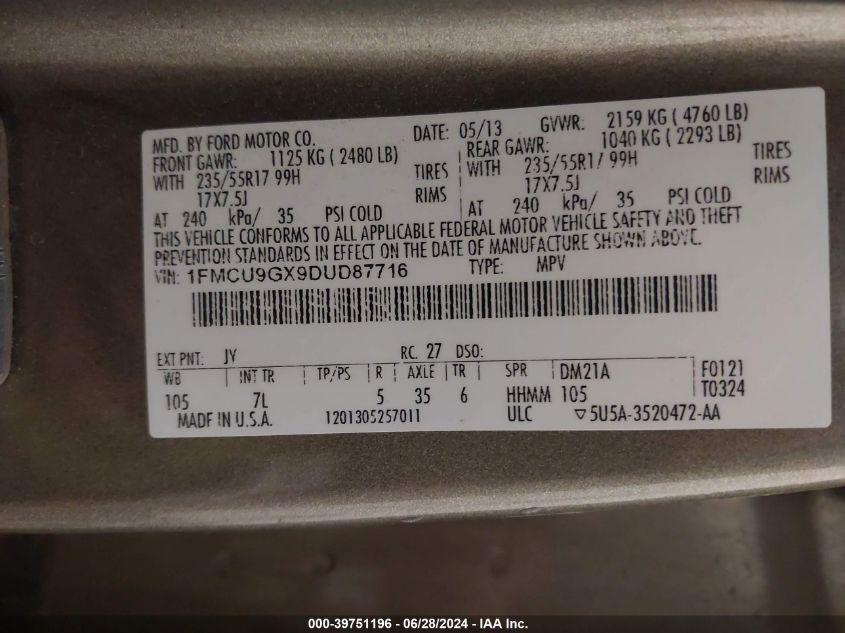 MFD. BY FORD MOTOR CO. DATE: 05/13 GVWR: 2159 KG ( 4760 LB)
FRONT GAWR: 1125 KG ( 2480 LB) REAR GAWR: 1040 KG ( 2293 LB)
WITH 235/55R17 99H TIRES WITH 235/55R17 99H TIRES
17X7.5J RIMS 17X7.5J RIMS
AT 240 kPa/ 35 PSI COLD AT 240 kPa/ 35 PSI COLD
THIS VEHICLE CONFORMS TO ALL APPLICABLE FEDERAL MOTOR VEHICLE SAFETY AND THEFT
PREVENTION STANDARDS IN EFFECT ON THE DATE OF MANUFACTURE SHOWN ABOVE.
VIN: 1FMCU9GX9DUD87716 TYPE: MPV
EXT PNT: JY RC: 27 DSO:
WB INT TR TP/PS R AXLE TR SPR DM21A F0121
105 7L 5 35 6 HHMM 105 T0324
MADE IN U.S.A. 1201305257011 ULC ▽5U5A-3520472-AA
000-39751196 - 06/28/2024 - IAA Inc.